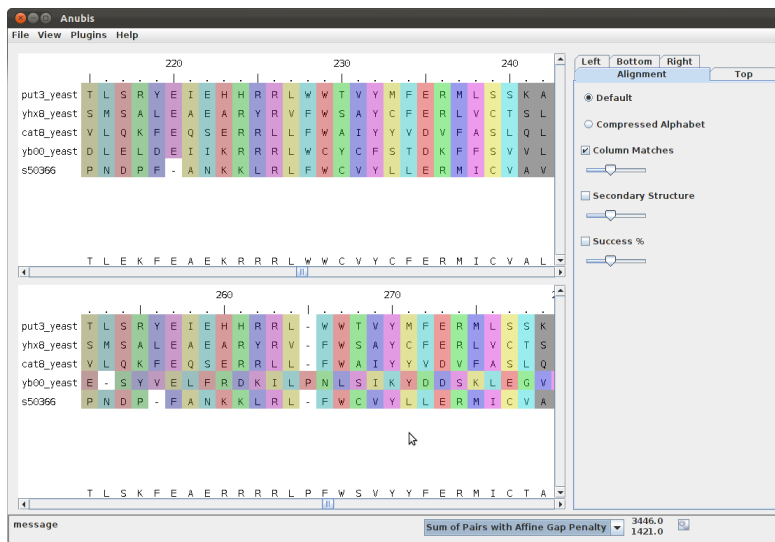 Anubis
File View Plugins Help
220 230 240
put3_yeast T L S R Y E I E H H R R L W W T V Y M F E R M L S S K A
yhx8_yeast S M S A L E A E A R Y R V F W S A Y C F E R L V C T S L
cat8_yeast V L Q K F E Q S E R R L L F W A I Y Y V D V F A S L Q L
yb00_yeast D L E L D E I I K R R R L W C Y C F S T D K F F S V V L
s50366 P N D P F - A N K K L R L F W C V Y L L E R M I C V A V
T L E K F E A E K R R R L W W C V Y C F E R M I C V A L
260 270
put3_yeast T L S R Y E I E H H R R L - W W T V Y M F E R M L S S K
yhx8_yeast S M S A L E A E A R Y R V - F W S A Y C F E R L V C T S
cat8_yeast V L Q K F E Q S E R R L L - F W A I Y Y V D V F A S L Q
yb00_yeast E - S Y V E L F R D K I L P N L S I K Y D D S K L E G V
s50366 P N D P - F A N K K L R L - F W C V Y L L E R M I C V A
T L S K F E A E R R R R L P F W S V Y Y F E R M I C T A
Left Bottom Right
Alignment Top
Default
Compressed Alphabet
Column Matches
Secondary Structure
Success %
message
Sum of Pairs with Affine Gap Penalty
3446.0
1421.0